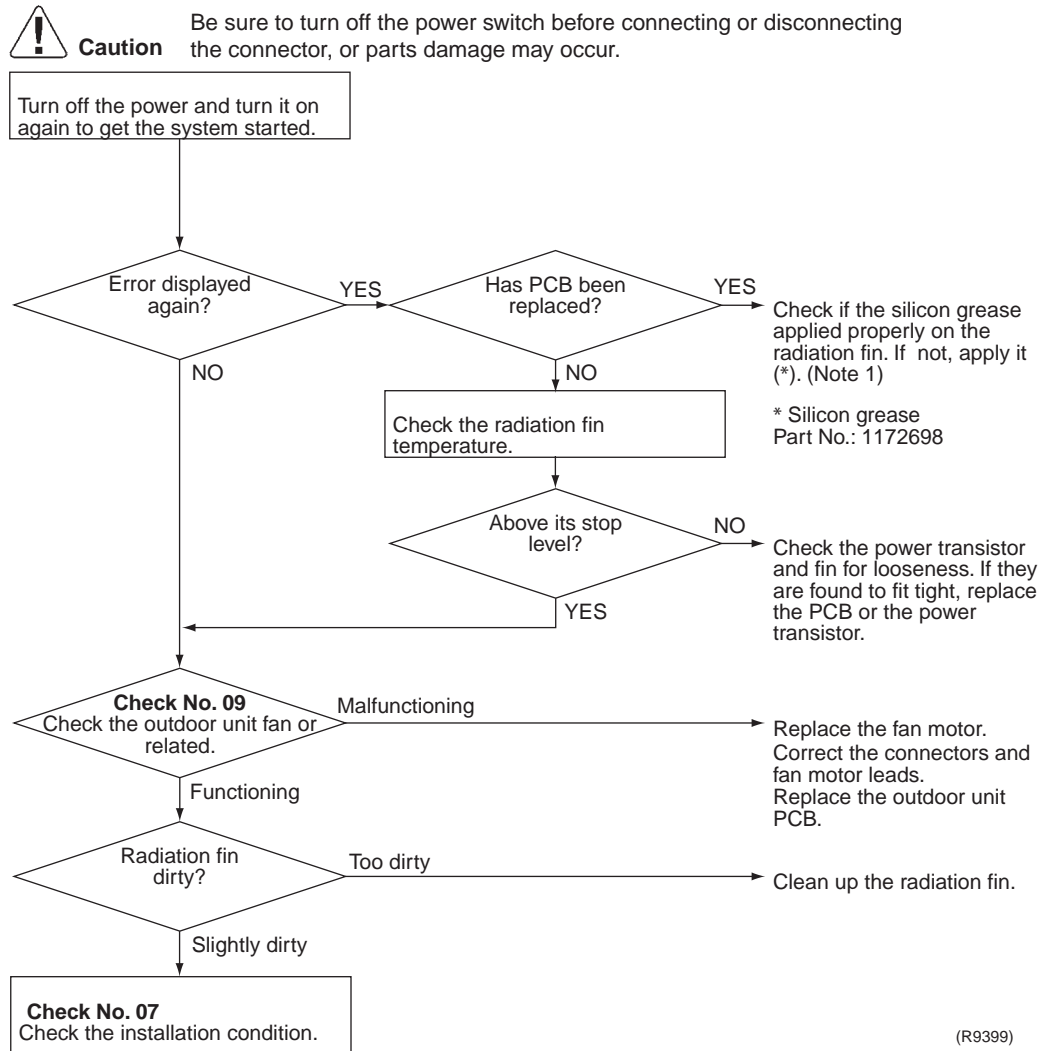 Caution
Be sure to turn off the power switch before connecting or disconnecting
the connector, or parts damage may occur.
Turn off the power and turn it on
again to get the system started.
Error displayed
again?
YES
NO
Has PCB been
replaced?
YES
Check if the silicon grease
applied properly on the
radiation fin. If not, apply it
(*). (Note 1)
* Silicon grease
Part No.: 1172698
NO
Check the radiation fin
temperature.
Above its stop
level?
NO
Check the power transistor
and fin for looseness. If they
are found to fit tight, replace
the PCB or the power
transistor.
YES
Check No. 09
Check the outdoor unit fan or
related.
Malfunctioning
Replace the fan motor.
Correct the connectors and
fan motor leads.
Replace the outdoor unit
PCB.
Functioning
Radiation fin
dirty?
Too dirty
Clean up the radiation fin.
Slightly dirty
Check No. 07
Check the installation condition.
(R9399)